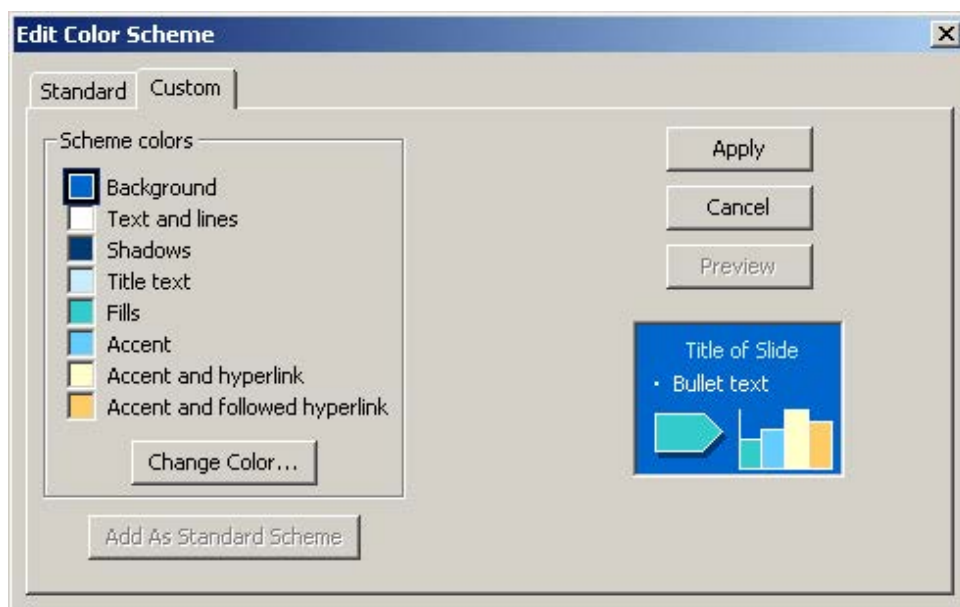 Edit Color Scheme
Standard
Custom
Scheme colors
Background
Text and lines
Shadows
Title text
Fills
Accent
Accent and hyperlink
Accent and followed hyperlink
Change Color...
Add As Standard Scheme
Apply
Cancel
Preview
Title of Slide
• Bullet text